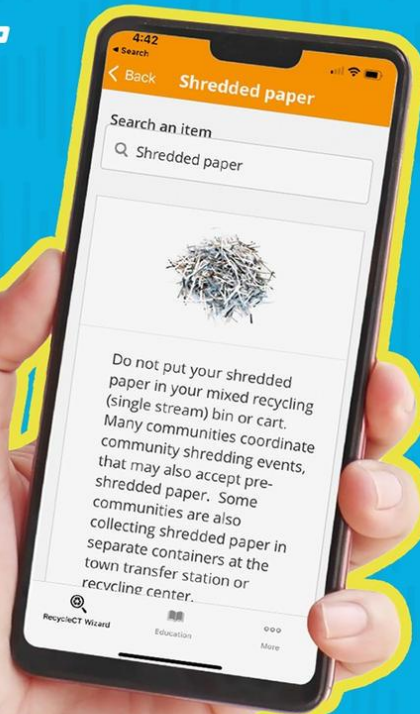 4:42
Search
Back
Shredded paper
Search an item
Shredded paper
Do not put your shredded
paper in your mixed recycling
(single stream) bin or cart.
Many communities coordinate
community shredding events,
that may also accept pre-
shredded paper. Some
communities are also
collecting shredded paper in
separate containers at the
town transfer station or
recycling center.
RecycleCT Wizard
Education
More